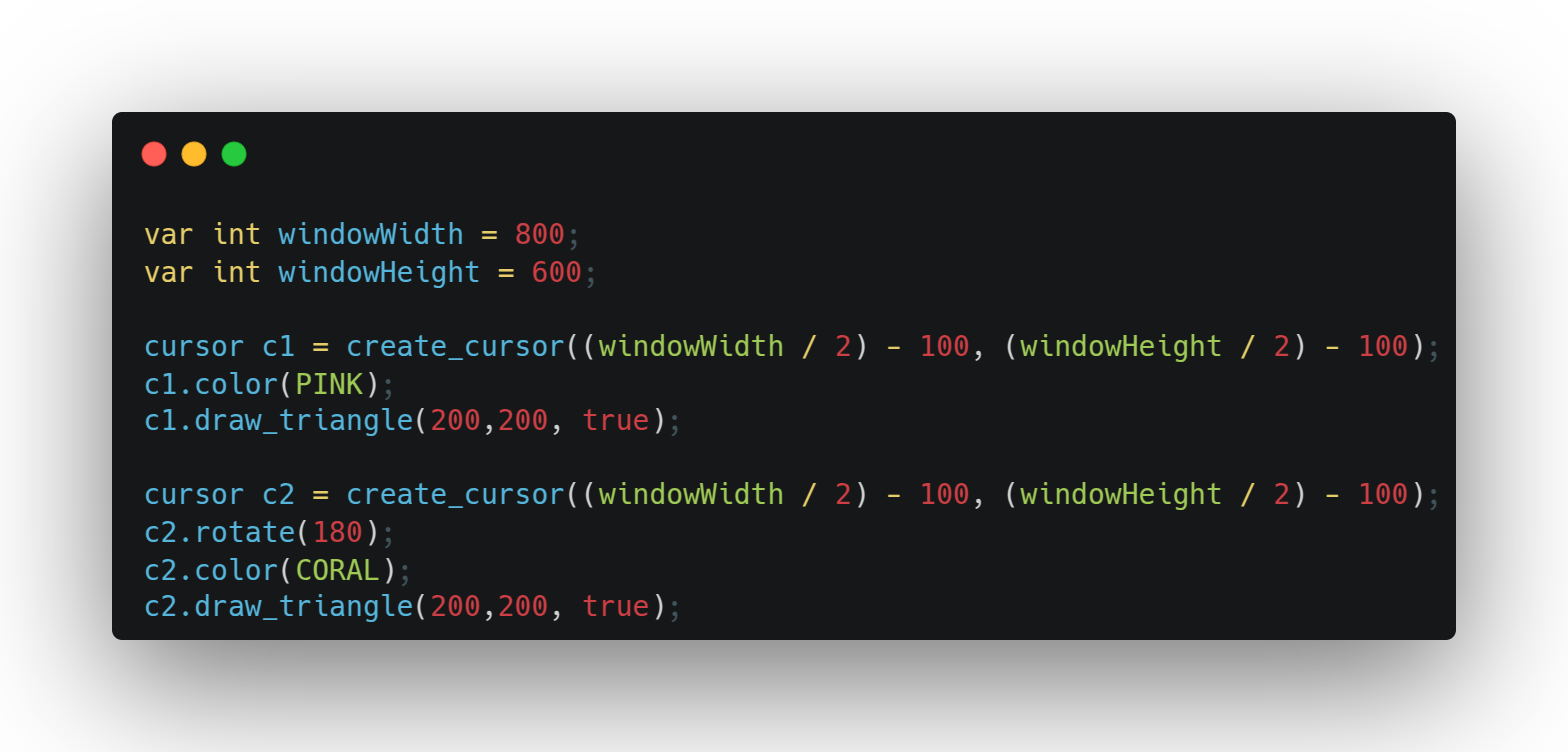 var int windowWidth = 800;
var int windowHeight = 600;
cursor c1 = create_cursor((windowWidth / 2) - 100, (windowHeight / 2) - 100);
c1.color(PINK);
c1.draw_triangle(200,200, true);
cursor c2 = create_cursor((windowWidth / 2) - 100, (windowHeight / 2) - 100);
c2.rotate(180);
c2.color(CORAL);
c2.draw_triangle(200,200, true);